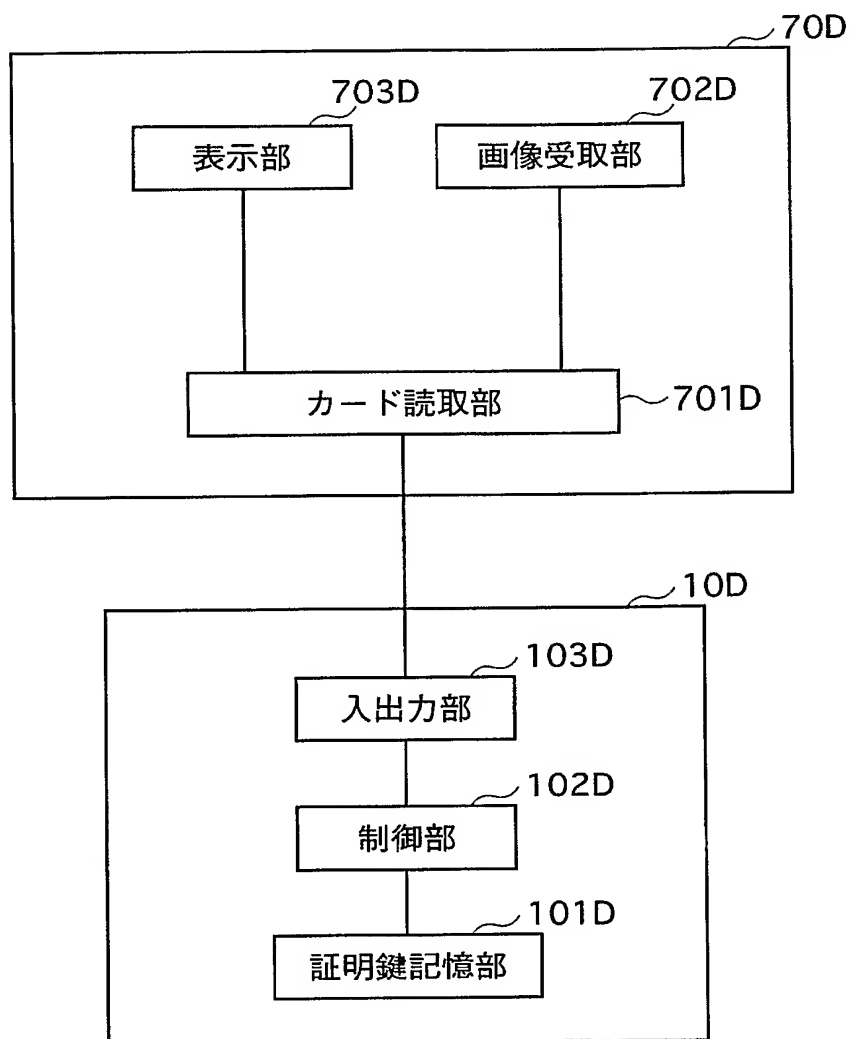 70D
703D
702D
表示部
画像受取部
カード読取部
701D
10D
103D
入出力部
102D
制御部
101D
証明鍵記憶部